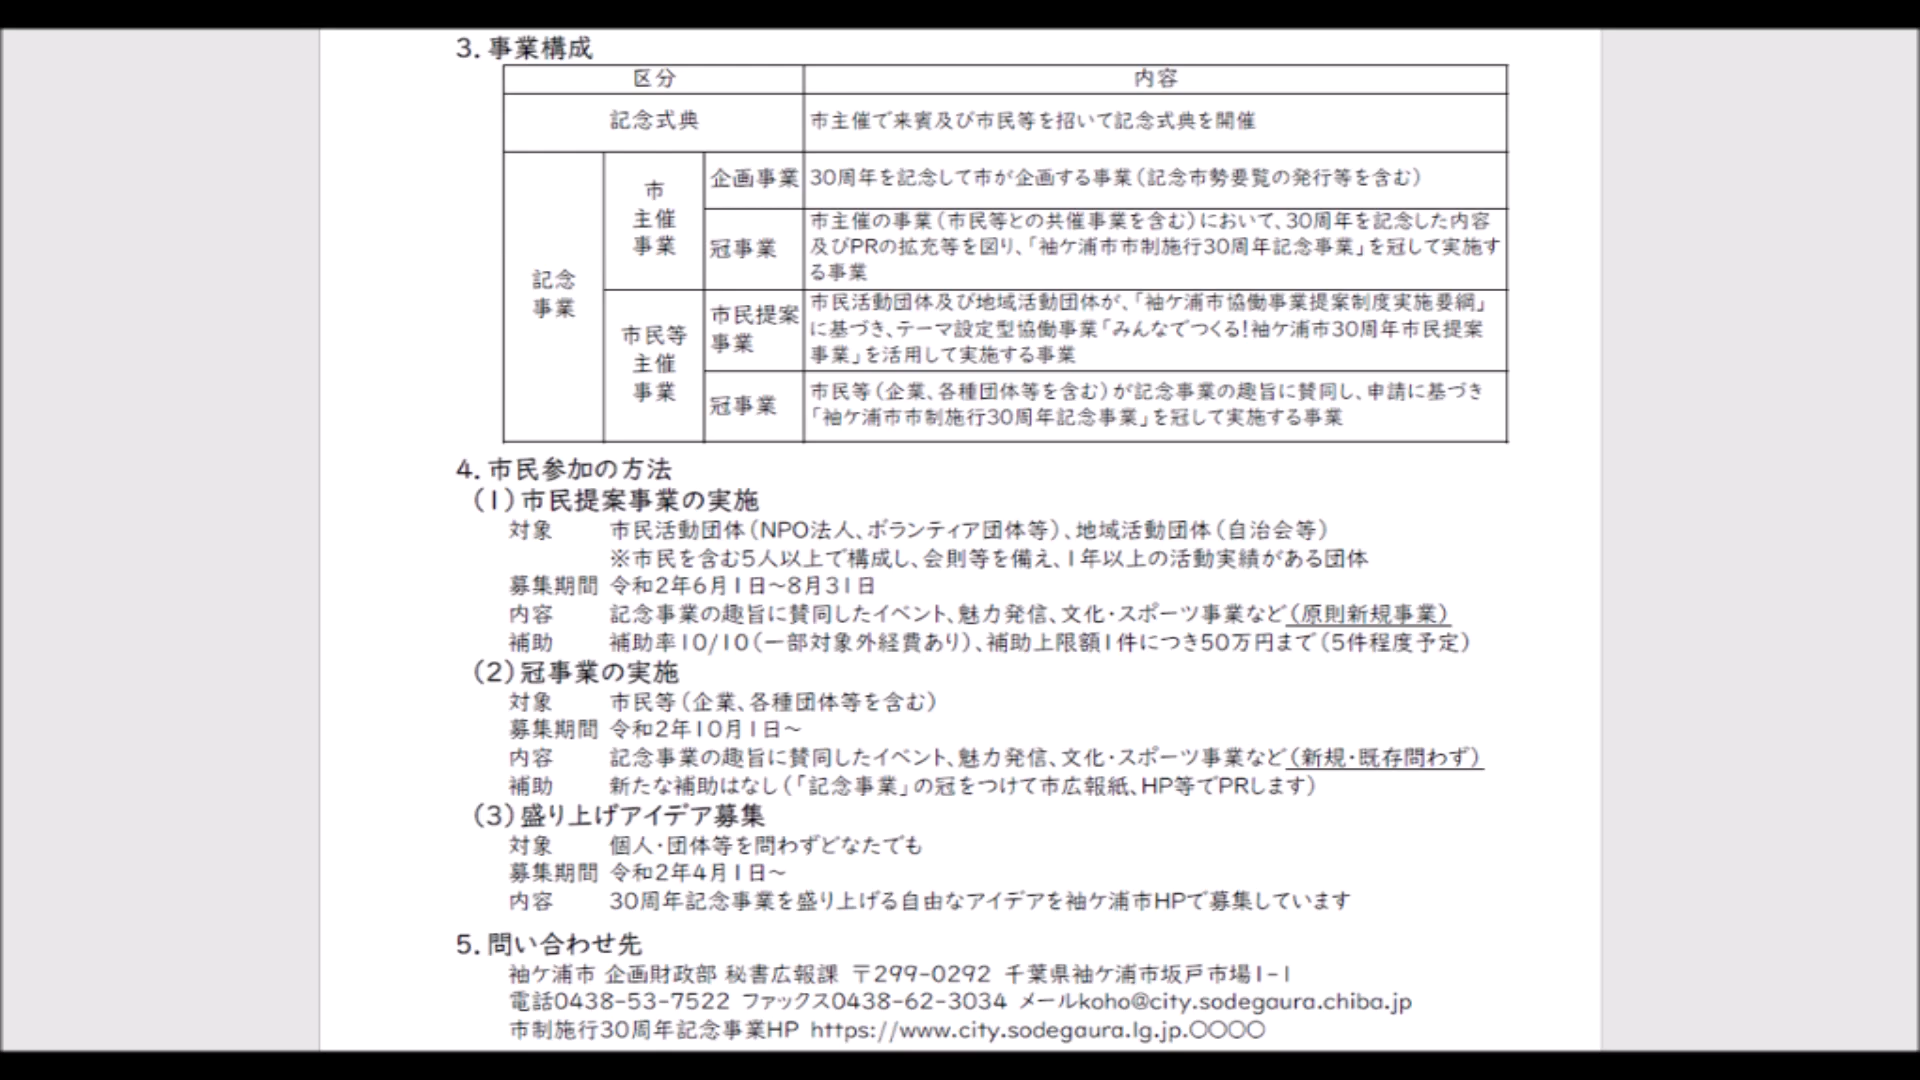 3. 事業構成
区分 内容
記念式典 市主催で来賓及び市民等を招いて記念式典を開催
記念
事業
市
主催
事業
企画事業 30周年を記念して市が企画する事業（記念市勢要覧の発行等を含む）
冠事業 市主催の事業（市民等との共催事業を含む）において、30周年を記念した内容
及びPRの拡充等を図り、「袖ケ浦市市制施行30周年記念事業」を冠して実施す
る事業
市民等
主催
事業
市民提案
事業
市民活動団体及び地域活動団体が、「袖ケ浦市協働事業提案制度実施要綱」
に基づき、テーマ設定型協働事業「みんなでつくる!袖ケ浦市30周年市民提案
事業」を活用して実施する事業
冠事業 市民等（企業、各種団体等を含む）が記念事業の趣旨に賛同し、申請に基づき
「袖ケ浦市市制施行30周年記念事業」を冠して実施する事業
4. 市民参加の方法
（1）市民提案事業の実施
対象 市民活動団体（NPO法人、ボランティア団体等）、地域活動団体（自治会等）
※市民を含む5人以上で構成し、会則等を備え、1年以上の活動実績がある団体
募集期間 令和2年6月1日～8月31日
内容 記念事業の趣旨に賛同したイベント、魅力発信、文化・スポーツ事業など（原則新規事業）
補助 補助率10/10（一部対象外経費あり）、補助上限額1件につき50万円まで（5件程度予定）
（2）冠事業の実施
対象 市民等（企業、各種団体等を含む）
募集期間 令和2年10月1日～
内容 記念事業の趣旨に賛同したイベント、魅力発信、文化・スポーツ事業など（新規・既存問わず）
補助 新たな補助はなし（「記念事業」の冠をつけて市広報紙、HP等でPRします）
（3）盛り上げアイデア募集
対象 個人・団体等を問わずどなたでも
募集期間 令和2年4月1日～
内容 30周年記念事業を盛り上げる自由なアイデアを袖ケ浦市HPで募集しています
5. 問い合わせ先
袖ケ浦市 企画財政部 秘書広報課 〒299-0292 千葉県袖ケ浦市坂戸市場1-1
電話0438-53-7522 ファックス0438-62-3034 メールkoho@city.sodegaura.chiba.jp
市制施行30周年記念事業HP https://www.city.sodegaura.lg.jp.〇〇〇〇